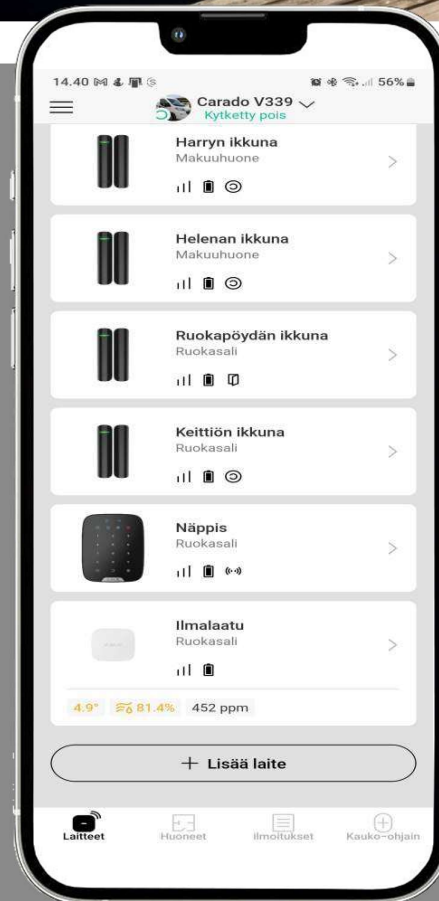 14.40
56%
Carado V339
Kytketty pois
Harryn ikkuna
Makuuhuone
Helenan ikkuna
Makuuhuone
Ruokapöydän ikkuna
Ruokasali
Keittiön ikkuna
Ruokasali
Näppis
Ruokasali
Ilmalaatu
Ruokasali
4.9° 81.4% 452 ppm
+ Lisää laite
Laitteet Huoneet Ilmoitukset Kauko-ohjain